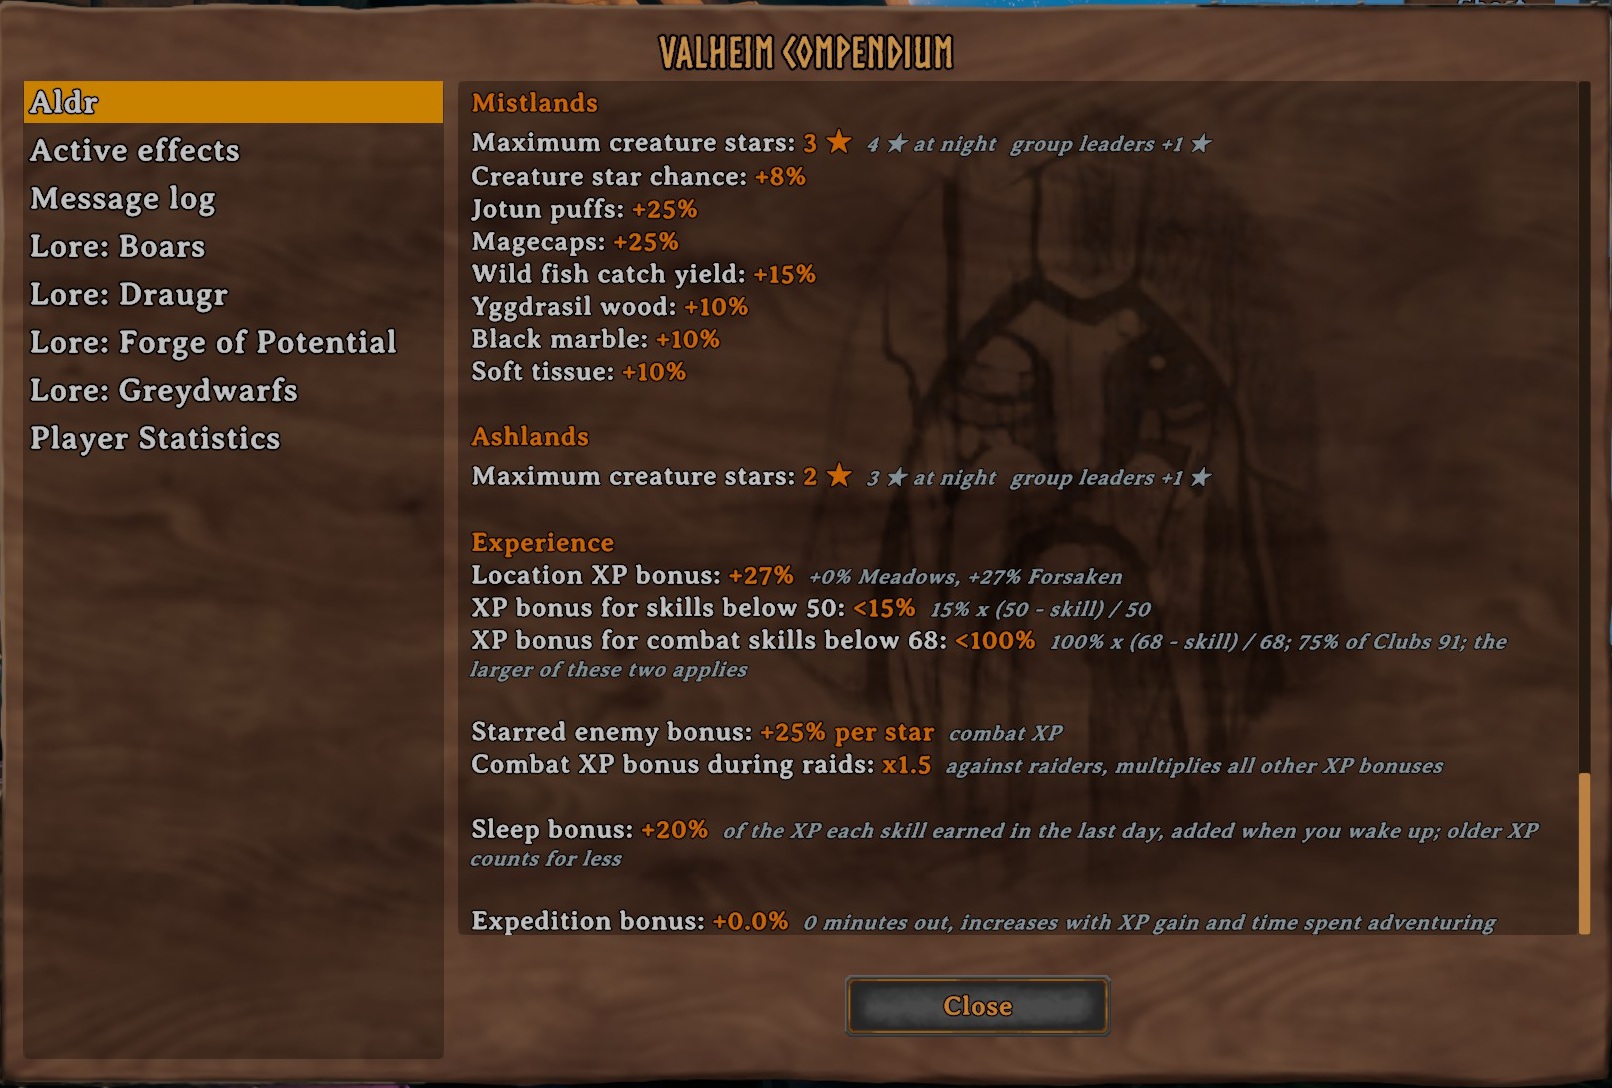 VALHEIM COMPENDIUM
Aldr
Active effects
Message log
Lore: Boars
Lore: Draugr
Lore: Forge of Potential
Lore: Greydwarfs
Player Statistics
Mistlands
Maximum creature stars: 3 ★ 4 ★ at night group leaders +1 ★
Creature star chance: +8%
Jotun puffs: +25%
Magecaps: +25%
Wild fish catch yield: +15%
Yggdrasil wood: +10%
Black marble: +10%
Soft tissue: +10%
Ashlands
Maximum creature stars: 2 ★ 3 ★ at night group leaders +1 ★
Experience
Location XP bonus: +27% +0% Meadows, +27% Forsaken
XP bonus for skills below 50: <15% 15% x (50 - skill) / 50
XP bonus for combat skills below 68: <100% 100% x (68 - skill) / 68; 75% of Clubs 91; the
larger of these two applies
Starred enemy bonus: +25% per star combat XP
Combat XP bonus during raids: x1.5 against raiders, multiplies all other XP bonuses
Sleep bonus: +20% of the XP each skill earned in the last day, added when you wake up; older XP
counts for less
Expedition bonus: +0.0% 0 minutes out, increases with XP gain and time spent adventuring
Close